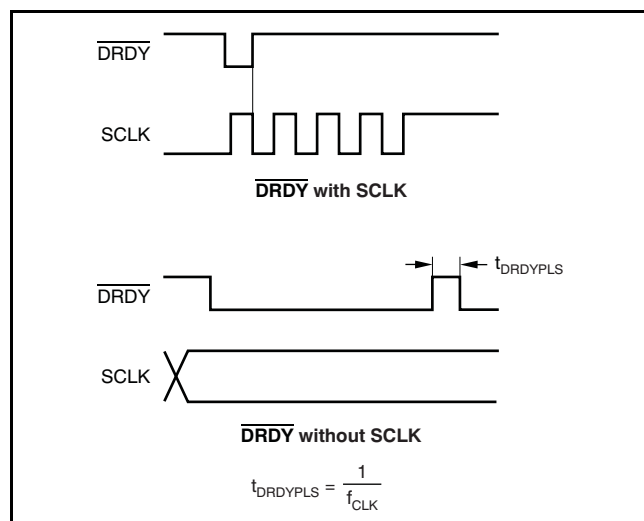 DRDY
SCLK
DRDY with SCLK
tDRDYPLS
DRDY
SCLK
DRDY without SCLK
tDRDYPLS = 1/fCLK